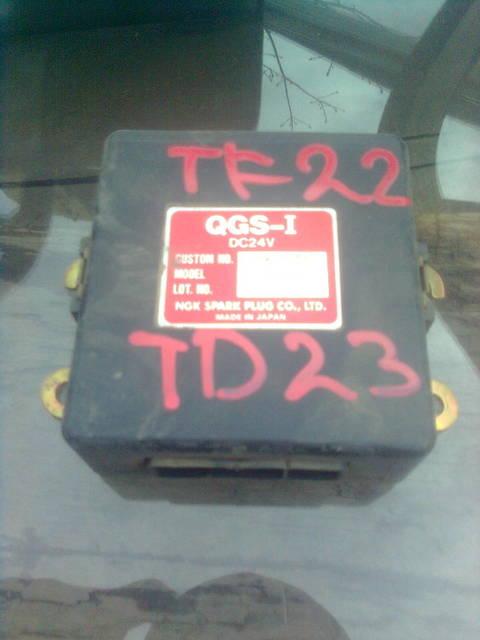 TF22
QGS-I
DC24V
CUSTOM NO.
MODEL
LOT. NO.
NGK SPARK PLUG CO., LTD.
MADE IN JAPAN
TD23